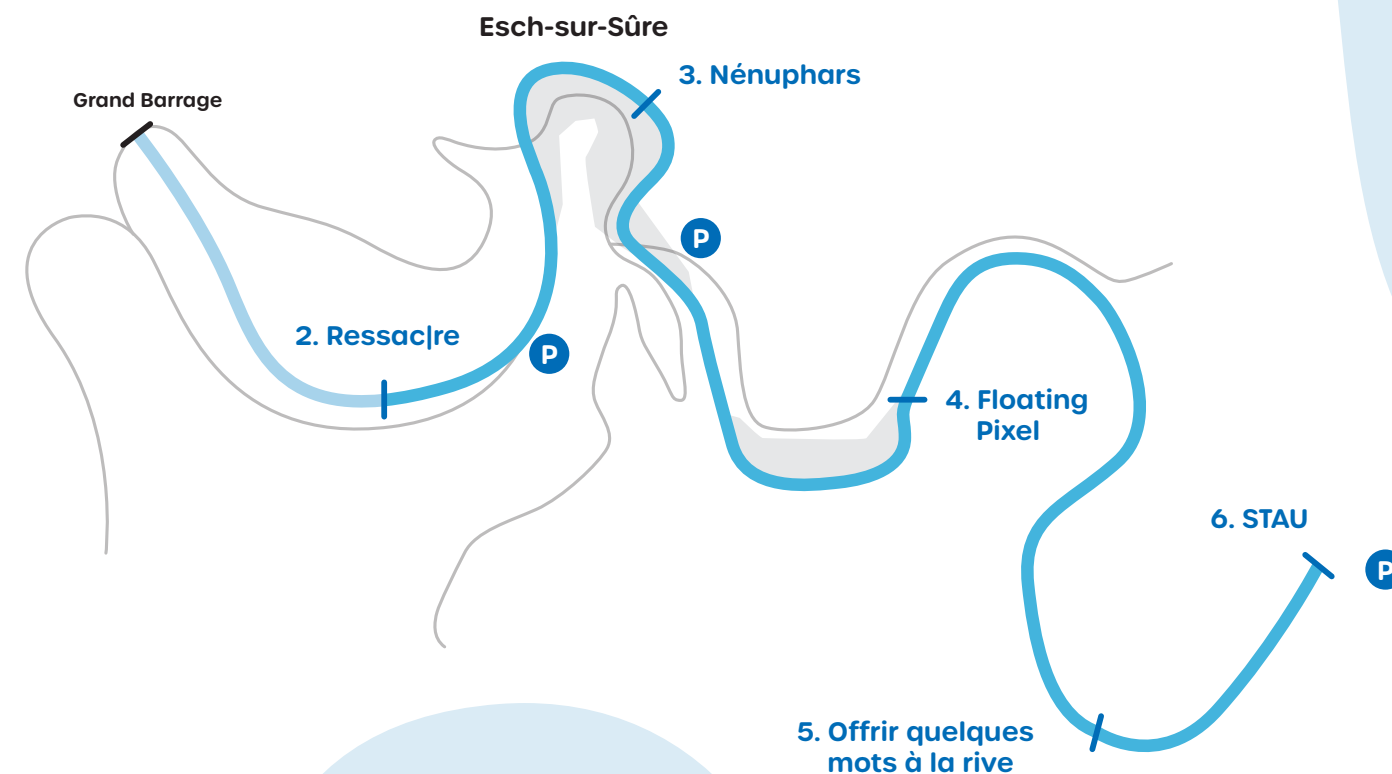 Esch-sur-Sûre
3. Nénuphars
Grand Barrage
P
2. Ressac|re
P
4. Floating
Pixel
6. STAU
P
5. Offrir quelques
mots à la rive